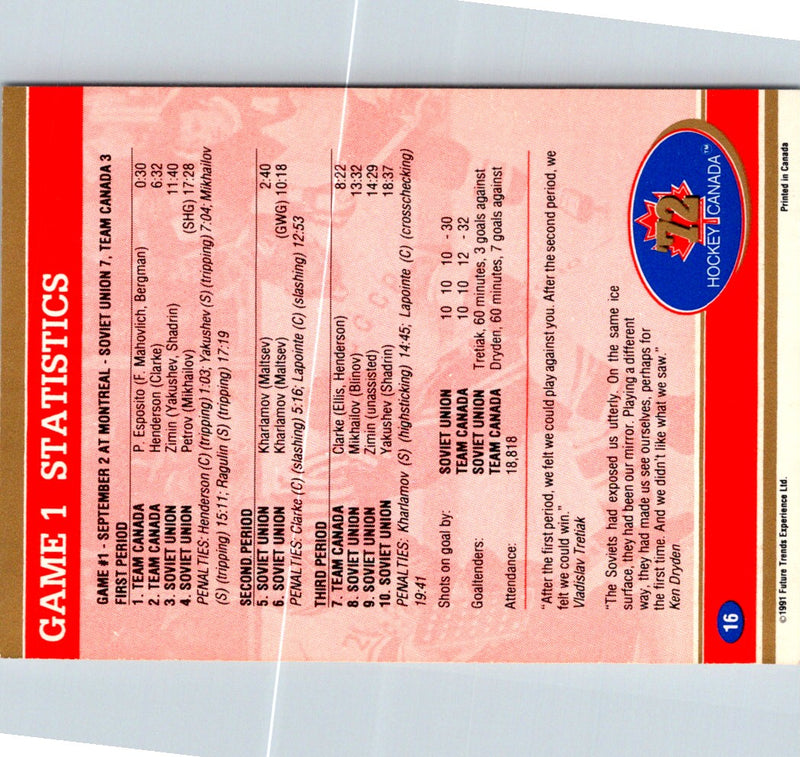 GAME 1 STATISTICS
GAME #1 - SEPTEMBER 2 AT MONTREAL - SOVIET UNION 7, TEAM CANADA 3
FIRST PERIOD
1. TEAM CANADA P. Esposito (F. Mahovlich, Bergman) 0:30
2. TEAM CANADA Henderson (Clarke) 6:32
3. SOVIET UNION Zimin (Yakushev, Shadrin) 11:40
4. SOVIET UNION Petrov (Mikhailov) (SHG) 17:28
PENALTIES: Henderson (C) (tripping) 1:03; Yakushev (S) (tripping) 7:04; Mikhailov
(S) (tripping) 15:11; Ragulin (S) (tripping) 17:19
SECOND PERIOD
5. SOVIET UNION Kharlamov (Maltsev) 2:40
6. SOVIET UNION Kharlamov (Maltsev) (GWG) 10:18
PENALTIES: Clarke (C) (slashing) 5:16; Lapointe (C) (slashing) 12:53
THIRD PERIOD
7. TEAM CANADA Clarke (Ellis, Henderson) 8:22
8. SOVIET UNION Mikhailov (Blinov) 13:32
9. SOVIET UNION Zimin (unassisted) 14:29
10. SOVIET UNION Yakushev (Shadrin) 18:37
PENALTIES: Kharlamov (S) (highsticking) 14:45; Lapointe (C) (crosschecking)
19:41
Shots on goal by: SOVIET UNION 10 10 10 - 30
TEAM CANADA 10 10 12 - 32
Goaltenders: SOVIET UNION Tretiak, 60 minutes, 3 goals against
TEAM CANADA Dryden, 60 minutes, 7 goals against
Attendance: 18,818
"After the first period, we felt we could play against you. After the second period, we
felt we could win."
Vladislav Tretiak
"The Soviets had exposed us utterly. On the same ice
surface, they had been our mirror. Playing a different
way, they had made us see ourselves, perhaps for
the first time. And we didn't like what we saw."
Ken Dryden
'72
HOCKEY CANADA™
16
©1991 Future Trends Experience Ltd.
Printed in Canada